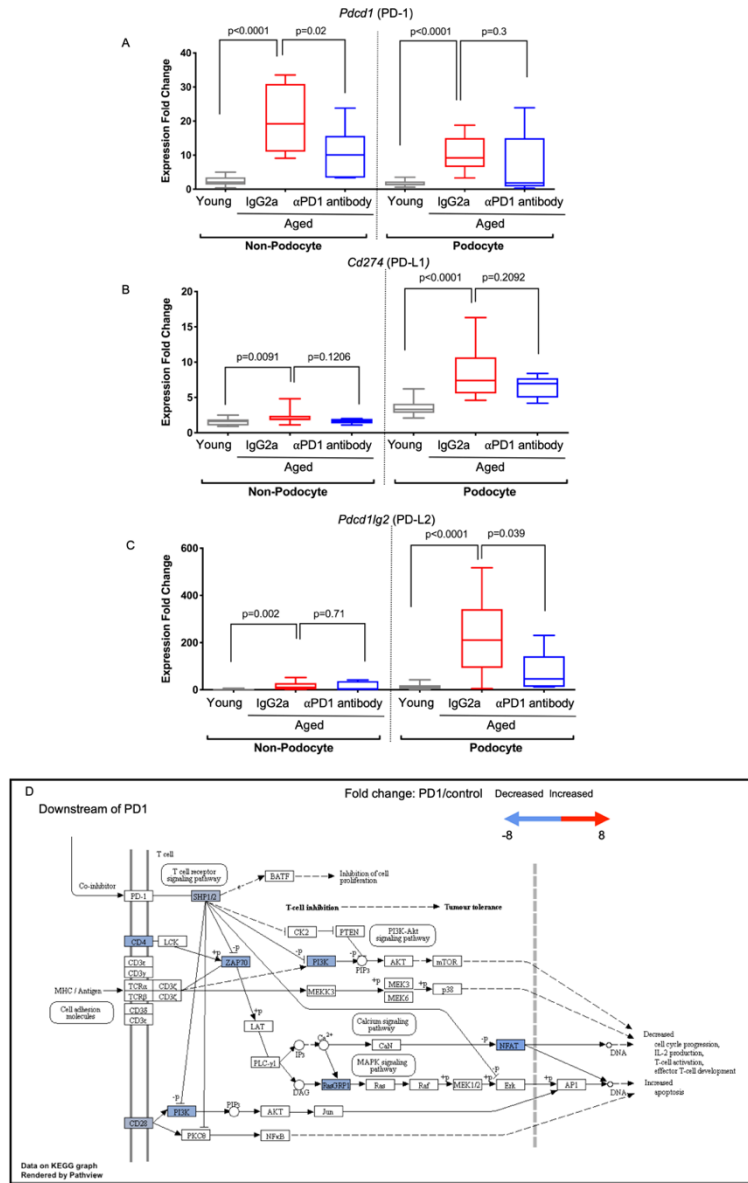 Pdcd1 (PD-1)
A
p<0.0001 p=0.02 p<0.0001 p=0.3
Expression Fold Change
40
30
20
10
0
Young IgG2a αPD1 antibody Young IgG2a αPD1 antibody
Aged Aged
Non-Podocyte Podocyte
Cd274 (PD-L1)
B
p<0.0001 p=0.2092
p=0.0091 p=0.1206
Expression Fold Change
20
15
10
5
0
Young IgG2a αPD1 antibody Young IgG2a αPD1 antibody
Aged Aged
Non-Podocyte Podocyte
Pdcd1lg2 (PD-L2)
C
p<0.0001 p=0.039
p=0.002 p=0.71
Expression Fold Change
600
400
200
0
Young IgG2a αPD1 antibody Young IgG2a αPD1 antibody
Aged Aged
Non-Podocyte Podocyte
D
Downstream of PD1
Fold change: PD1/control Decreased Increased
-8 8
T cell
T cell receptor
signaling pathway
BATF
Inhibition of cell
proliferation
Co-inhibitor
PD-1
SHP1/2
T-cell inhibition Tumour tolerance
CK2 PTEN
PI3K-Akt
signaling pathway
CD4 LCK +p -p ZAP70 -p PI3K PIP3 AKT mTOR
CD3ε
CD3γ
MHC / Antigen
TCRα CD3ζ
TCRβ CD3ζ
MEKK3 +p MEK3 +p p38
MEK6
Cell adhesion
molecules
CD3δ
CD3ε
+p
LAT
Calcium signaling
pathway
Decreased
cell cycle progression,
IL-2 production,
T-cell activation,
effector T-cell development
PLC-γ1 IP3 Ca2+ CaN -p NFAT DNA
MAPK signaling
pathway
DAG RasGRP1 Ras Raf +p MEK1/2 +p Erk +p AP1 DNA
Increased
apoptosis
-p
CD28 PI3K PIP3 AKT Jun
PKCθ NFκB
Data on KEGG graph
Rendered by Pathview